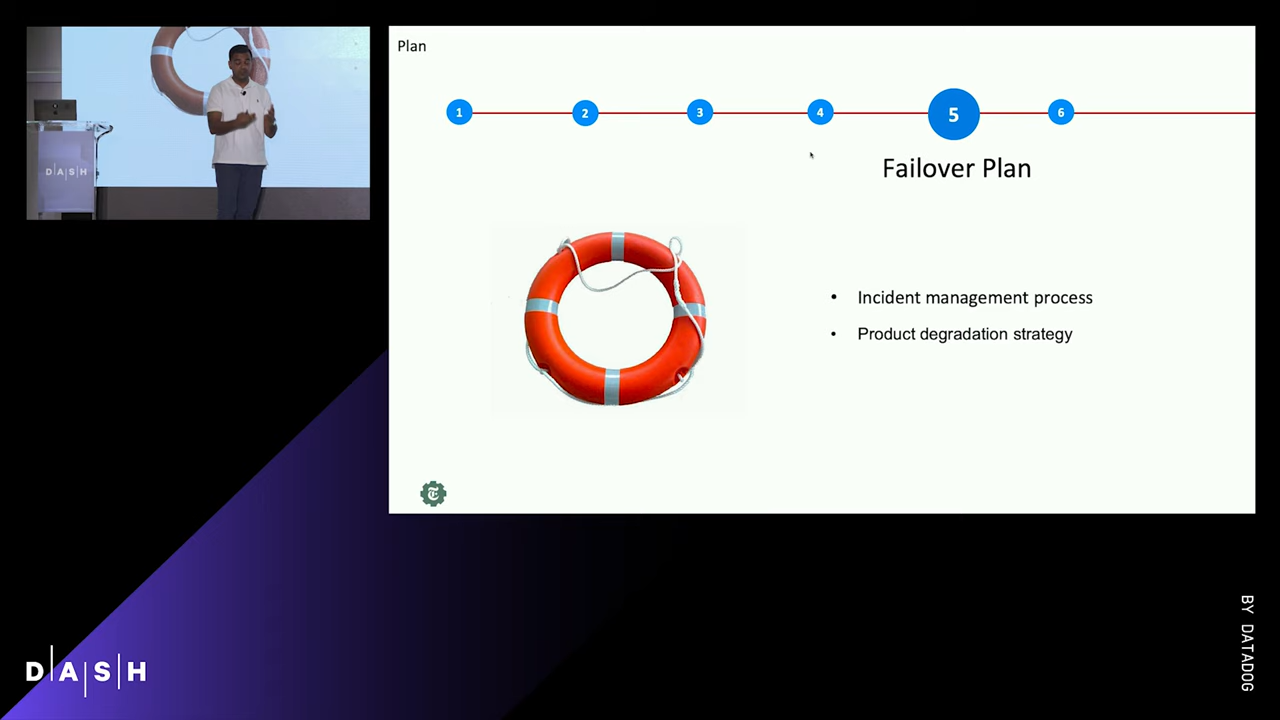 Plan
1 2 3 4 5 6
Failover Plan
• Incident management process
• Product degradation strategy
T
DASH
DASH
BY DATADOG